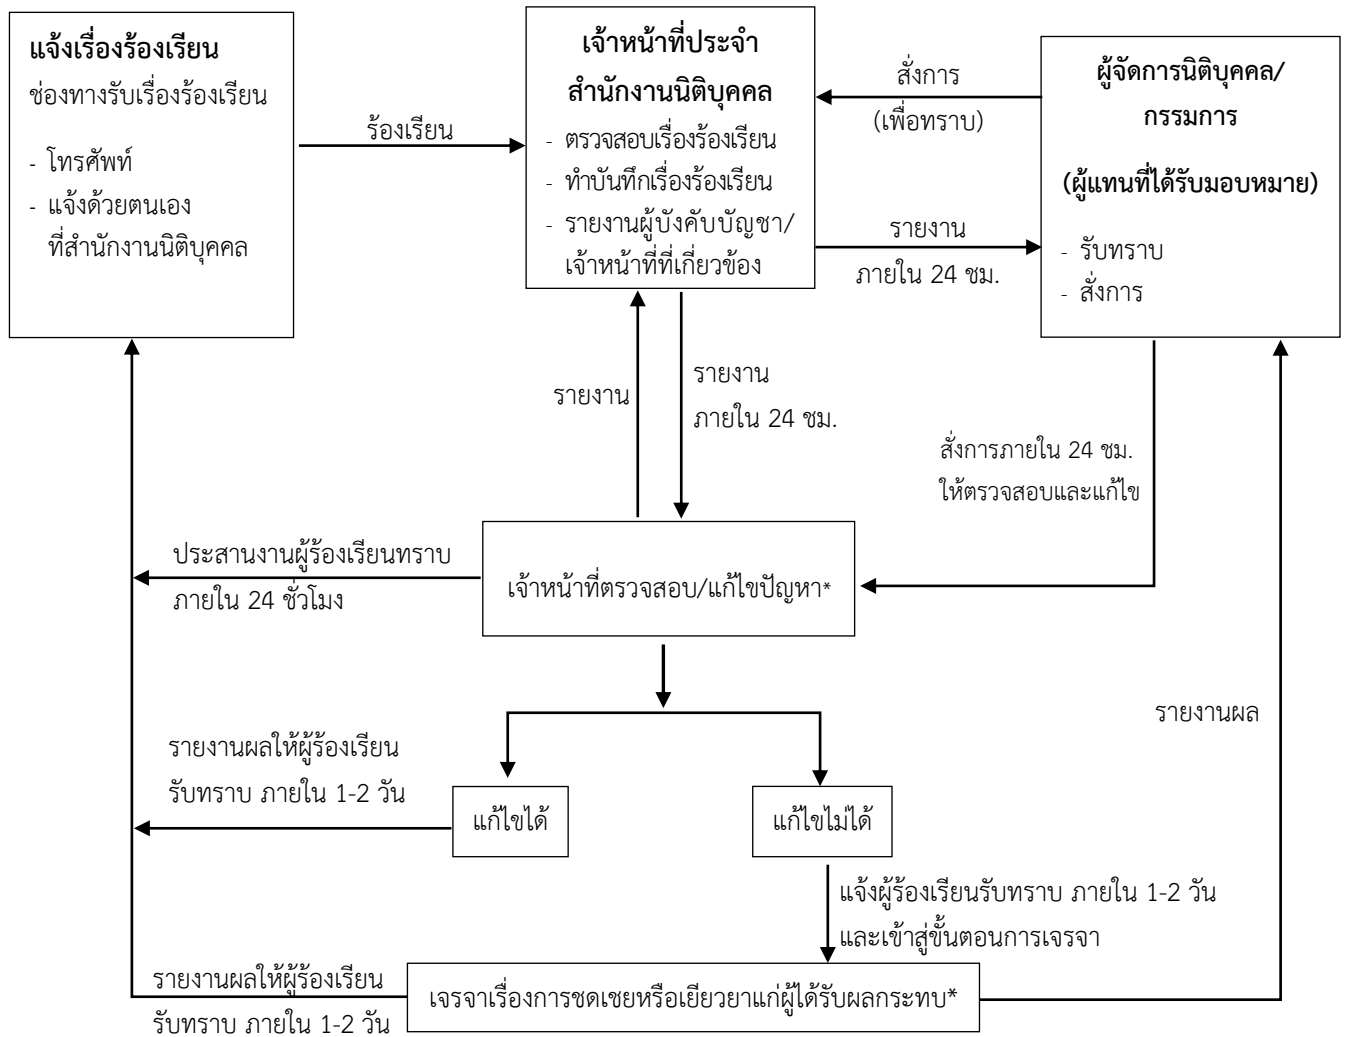 แจ้งเรื่องร้องเรียน
ช่องทางรับเรื่องร้องเรียน
- โทรศัพท์
- แจ้งด้วยตนเอง
ที่สำนักงานนิติบุคคล
ร้องเรียน
เจ้าหน้าที่ประจำ
สำนักงานนิติบุคคล
- ตรวจสอบเรื่องร้องเรียน
- ทำบันทึกเรื่องร้องเรียน
- รายงานผู้บังคับบัญชา/
เจ้าหน้าที่ที่เกี่ยวข้อง
สั่งการ
(เพื่อทราบ)
รายงาน
ภายใน 24 ชม.
ผู้จัดการนิติบุคคล/
กรรมการ
(ผู้แทนที่ได้รับมอบหมาย)
- รับทราบ
- สั่งการ
รายงาน
รายงาน
ภายใน 24 ชม.
สั่งการภายใน 24 ชม.
ให้ตรวจสอบและแก้ไข
ประสานงานผู้ร้องเรียนทราบ
ภายใน 24 ชั่วโมง
เจ้าหน้าที่ตรวจสอบ/แก้ไขปัญหา*
รายงานผล
รายงานผลให้ผู้ร้องเรียน
รับทราบ ภายใน 1-2 วัน
แก้ไขได้
แก้ไขไม่ได้
แจ้งผู้ร้องเรียนรับทราบ ภายใน 1-2 วัน
และเข้าสู่ขั้นตอนการเจรจา
รายงานผลให้ผู้ร้องเรียน
รับทราบ ภายใน 1-2 วัน
เจรจาเรื่องการชดเชยหรือเยียวยาแก่ผู้ได้รับผลกระทบ*